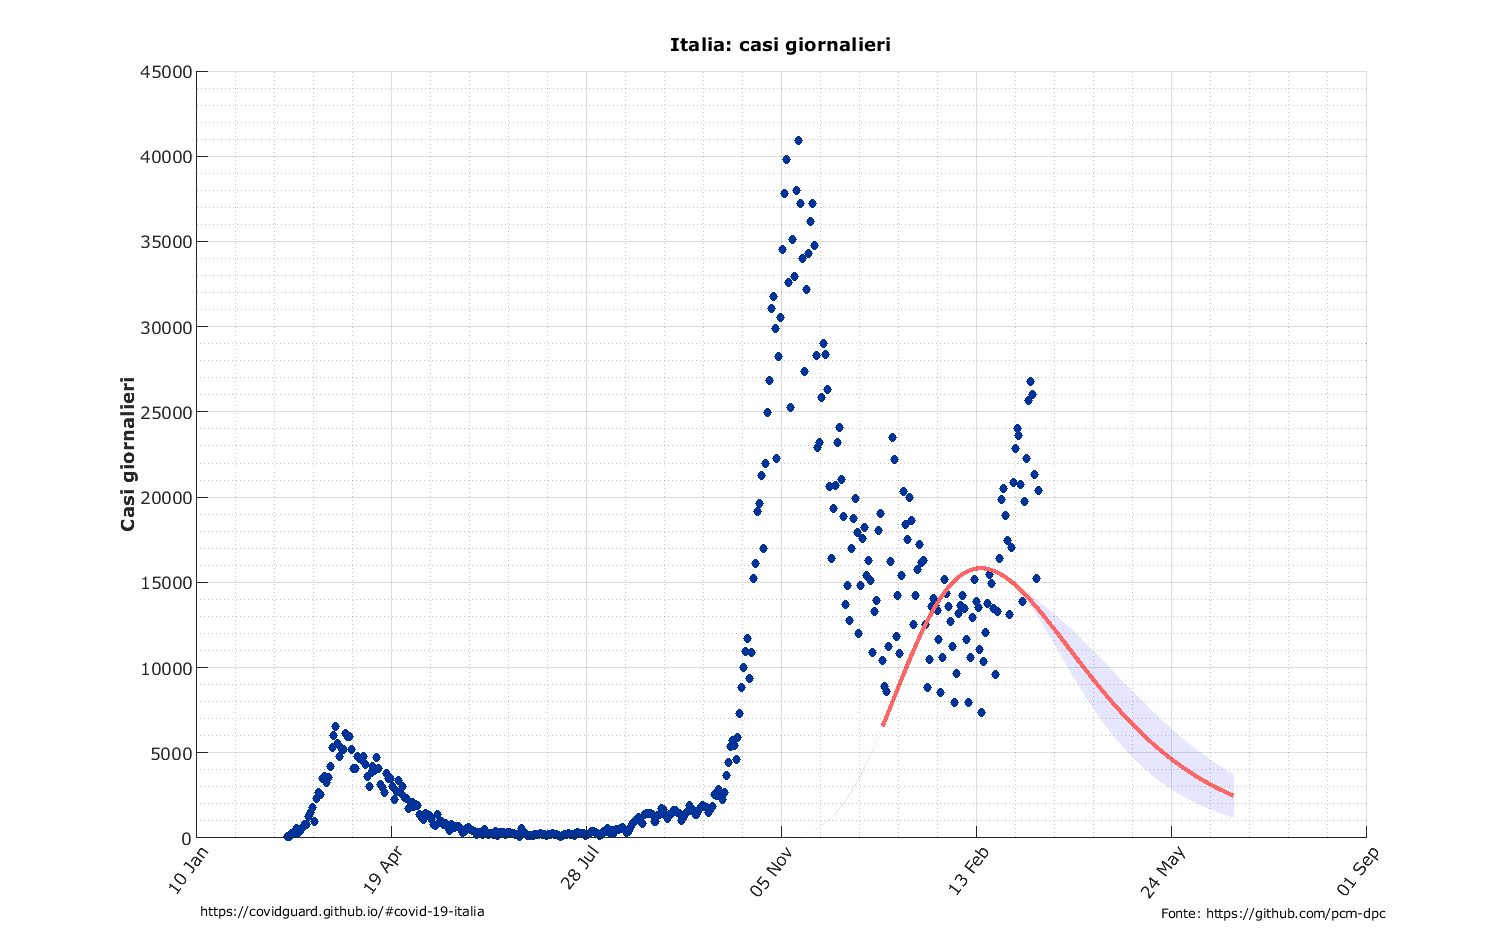 Italia: casi giornalieri
Casi giornalieri
45000
40000
35000
30000
25000
20000
15000
10000
5000
0
10 Jan
19 Apr
28 Jul
05 Nov
13 Feb
24 May
01 Sep
https://covidguard.github.io/#covid-19-italia
Fonte: https://github.com/pcm-dpc